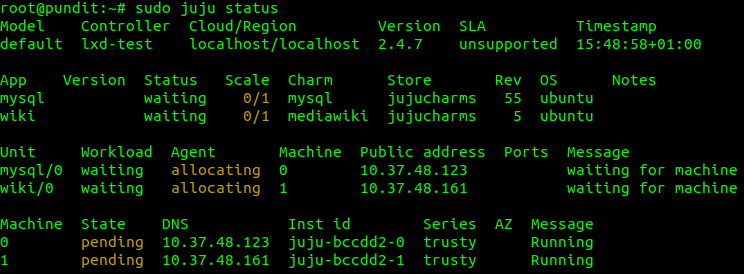 root@pundit:~# sudo juju status
Model    Controller  Cloud/Region         Version  SLA          Timestamp
default  lxd-test    localhost/localhost  2.4.7    unsupported  15:48:58+01:00
App    Version  Status   Scale  Charm      Store       Rev  OS      Notes
mysql           waiting    0/1  mysql      jujucharms   55  ubuntu
wiki            waiting    0/1  mediawiki  jujucharms    5  ubuntu
Unit     Workload  Agent       Machine  Public address  Ports  Message
mysql/0  waiting   allocating  0        10.37.48.123           waiting for machine
wiki/0   waiting   allocating  1        10.37.48.161           waiting for machine
Machine  State    DNS           Inst id        Series  AZ  Message
0        pending  10.37.48.123  juju-bccdd2-0  trusty      Running
1        pending  10.37.48.161  juju-bccdd2-1  trusty      Running